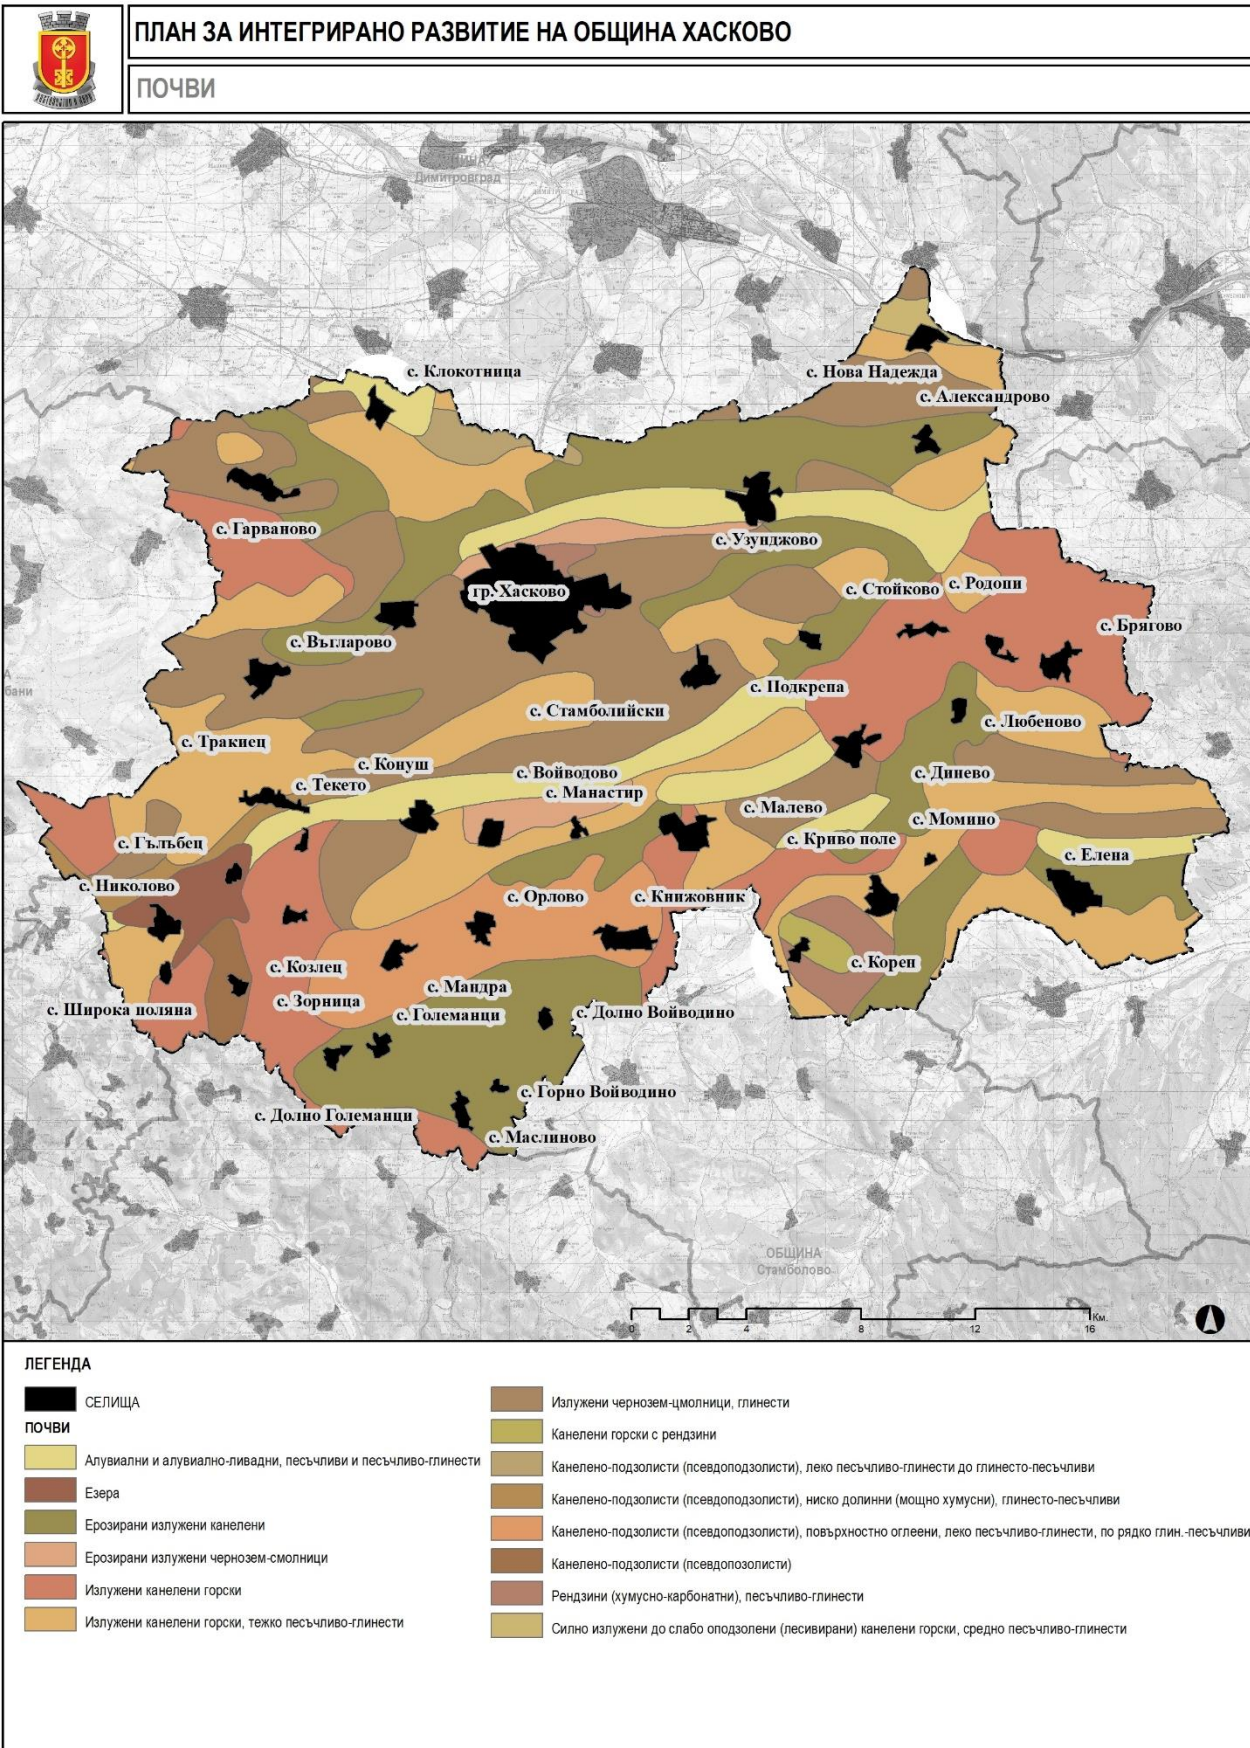 ПЛАН ЗА ИНТЕГРИРАНО РАЗВИТИЕ НА ОБЩИНА ХАСКОВО
ПОЧВИ
Димитровград
с. Клокотница
с. Нова Надежда
с. Александрово
с. Гарваново
с. Узунджово
гр. Хасково
с. Стойково
с. Родопи
с. Брягово
с. Въгларово
с. Подкрепа
с. Стамболийски
с. Любеново
с. Тракиец
с. Конуш
с. Войводово
с. Динево
с. Текето
с. Манастир
с. Малево
с. Момино
с. Гълъбец
с. Криво поле
с. Елена
с. Николово
с. Орлово
с. Книжовник
с. Козлец
с. Корен
с. Зорница
с. Мандра
с. Широка поляна
с. Големанци
с. Долно Войводино
с. Горно Войводино
с. Долно Големанци
с. Маслиново
ОБЩИНА
Стамболово
0 2 4 8 12 16 Км.
ЛЕГЕНДА
СЕЛИЩА
ПОЧВИ
Алувиални и алувиално-ливадни, песъчливи и песъчливо-глинести
Езера
Ерозирани излужени канелени
Ерозирани излужени чернозем-смолници
Излужени канелени горски
Излужени канелени горски, тежко песъчливо-глинести
Излужени чернозем-цмолници, глинести
Канелени горски с рендзини
Канелено-подзолисти (псевдоподзолисти), леко песъчливо-глинести до глинесто-песъчливи
Канелено-подзолисти (псевдоподзолисти), ниско долинни (мощно хумусни), глинесто-песъчливи
Канелено-подзолисти (псевдоподзолисти), повърхностно оглеени, леко песъчливо-глинести, по рядко глин.-песъчливи
Канелено-подзолисти (псевдопозолисти)
Рендзини (хумусно-карбонатни), песъчливо-глинести
Силно излужени до слабо оподзолени (лесивирани) канелени горски, средно песъчливо-глинести